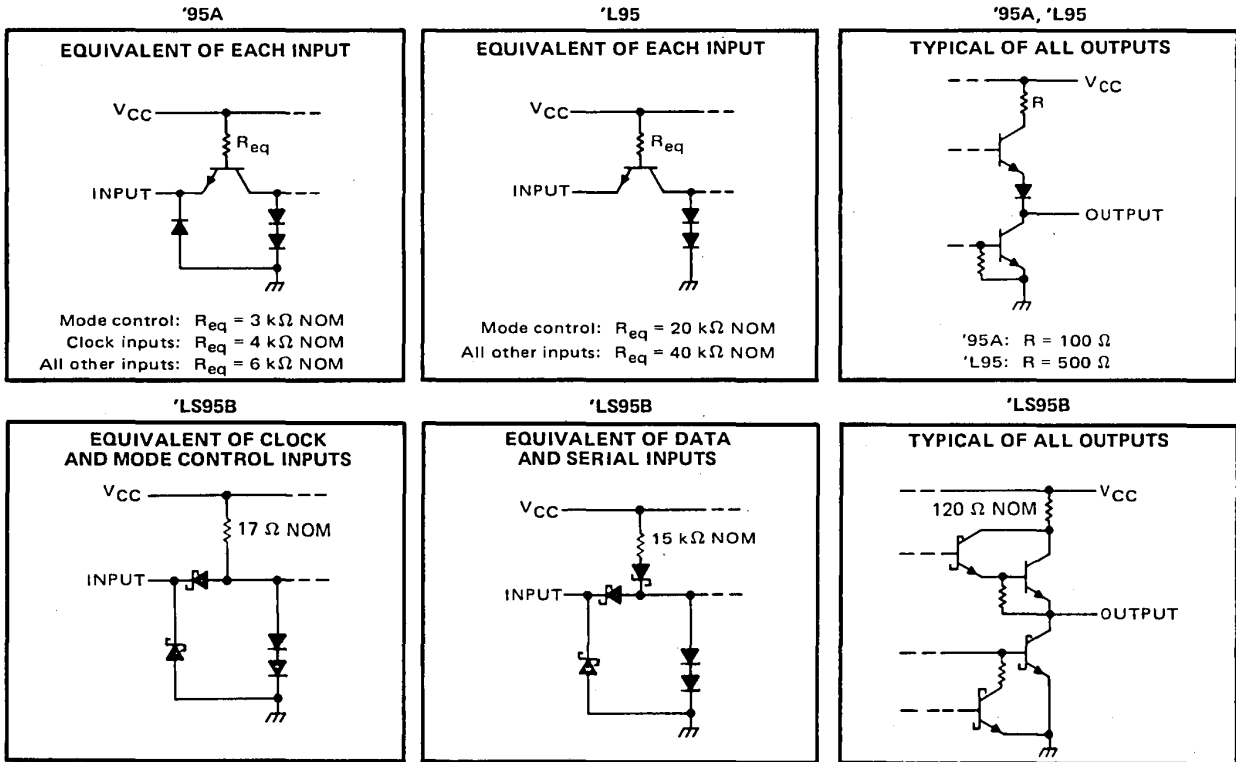 '95A
EQUIVALENT OF EACH INPUT
VCC
Req
INPUT
Mode control: Req = 3 kΩ NOM
Clock inputs: Req = 4 kΩ NOM
All other inputs: Req = 6 kΩ NOM
'L95
EQUIVALENT OF EACH INPUT
VCC
Req
INPUT
Mode control: Req = 20 kΩ NOM
All other inputs: Req = 40 kΩ NOM
'95A, 'L95
TYPICAL OF ALL OUTPUTS
VCC
R
OUTPUT
'95A: R = 100 Ω
'L95: R = 500 Ω
'LS95B
EQUIVALENT OF CLOCK
AND MODE CONTROL INPUTS
VCC
17 Ω NOM
INPUT
EQUIVALENT OF DATA
AND SERIAL INPUTS
VCC
15 kΩ NOM
INPUT
'LS95B
'LS95B
TYPICAL OF ALL OUTPUTS
VCC
120 Ω NOM
OUTPUT